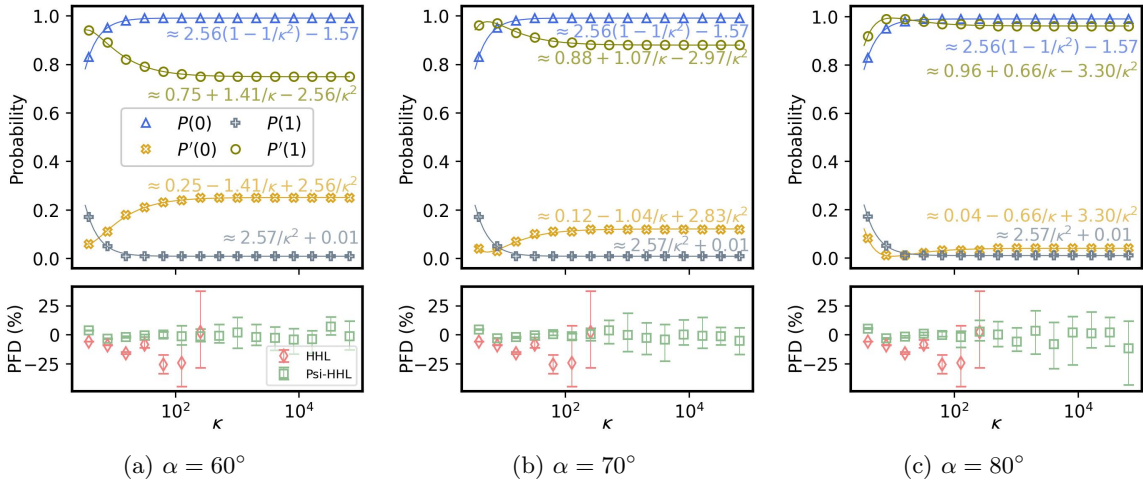 Probability
1.0
0.8
0.6
0.4
0.2
0.0
≈ 2.56(1 − 1/κ²) − 1.57
≈ 0.75 + 1.41/κ − 2.56/κ²
P(0)
P(1)
P′(0)
P′(1)
≈ 0.25 − 1.41/κ + 2.56/κ²
≈ 2.57/κ² + 0.01
PFD (%)
25
0
−25
HHL
Psi-HHL
10²
10⁴
κ
(a) α = 60°
Probability
1.0
0.8
0.6
0.4
0.2
0.0
≈ 2.56(1 − 1/κ²) − 1.57
≈ 0.88 + 1.07/κ − 2.97/κ²
≈ 0.12 − 1.04/κ + 2.83/κ²
≈ 2.57/κ² + 0.01
PFD (%)
25
0
−25
10²
10⁴
κ
(b) α = 70°
Probability
1.0
0.8
0.6
0.4
0.2
0.0
≈ 2.56(1 − 1/κ²) − 1.57
≈ 0.96 + 0.66/κ − 3.30/κ²
≈ 0.04 − 0.66/κ + 3.30/κ²
≈ 2.57/κ² + 0.01
PFD (%)
25
0
−25
10²
10⁴
κ
(c) α = 80°